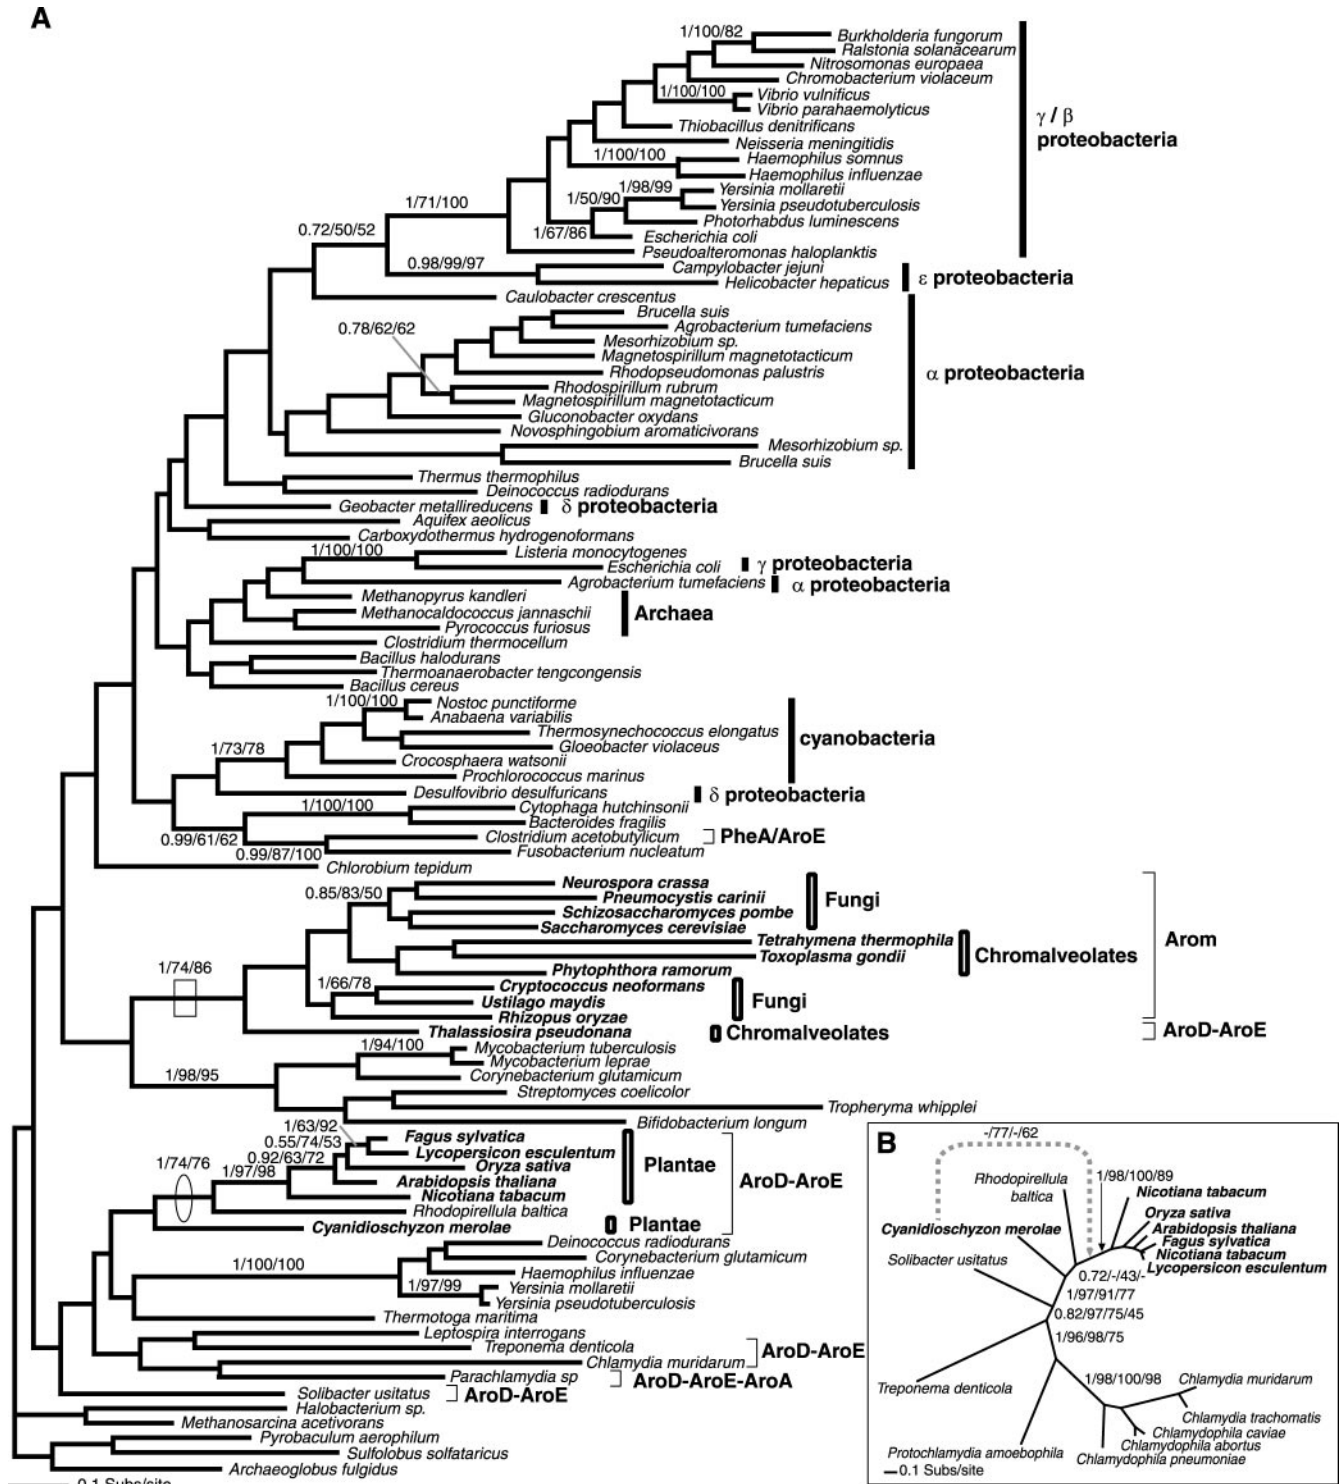 A
1/100/82
Burkholderia fungorum
Ralstonia solanacearum
Nitrosomonas europaea
Chromobacterium violaceum
1/100/100
Vibrio vulnificus
Vibrio parahaemolyticus
γ / β
proteobacteria
Thiobacillus denitrificans
Neisseria meningitidis
1/100/100
Haemophilus somnus
Haemophilus influenzae
1/98/99
Yersinia mollaretii
1/50/90
Yersinia pseudotuberculosis
1/71/100
Photorhabdus luminescens
0.72/50/52
1/67/86
Escherichia coli
Pseudoalteromonas haloplanktis
0.98/99/97
Campylobacter jejuni
Helicobacter hepaticus
ε proteobacteria
Caulobacter crescentus
Brucella suis
0.78/62/62
Agrobacterium tumefaciens
Mesorhizobium sp.
Magnetospirillum magnetotacticum
Rhodopseudomonas palustris
α proteobacteria
Rhodospirillum rubrum
Magnetospirillum magnetotacticum
Gluconobacter oxydans
Novosphingobium aromaticivorans
Mesorhizobium sp.
Brucella suis
Thermus thermophilus
Deinococcus radiodurans
Geobacter metallireducens δ proteobacteria
Aquifex aeolicus
Carboxydothermus hydrogenoformans
1/100/100
Listeria monocytogenes
Escherichia coli γ proteobacteria
Agrobacterium tumefaciens α proteobacteria
Methanopyrus kandleri
Methanocaldococcus jannaschii
Archaea
Pyrococcus furiosus
Clostridium thermocellum
Bacillus halodurans
Thermoanaerobacter tengcongensis
Bacillus cereus
1/100/100
Nostoc punctiforme
Anabaena variabilis
Thermosynechococcus elongatus
cyanobacteria
1/73/78
Gloeobacter violaceus
Crocosphaera watsonii
Prochlorococcus marinus
Desulfovibrio desulfuricans δ proteobacteria
1/100/100
Cytophaga hutchinsonii
Bacteroides fragilis
0.99/61/62
Clostridium acetobutylicum PheA/AroE
0.99/87/100
Fusobacterium nucleatum
Chlorobium tepidum
0.85/83/50
Neurospora crassa
Pneumocystis carinii
Fungi
Schizosaccharomyces pombe
Saccharomyces cerevisiae
Arom
Tetrahymena thermophila
Toxoplasma gondii
Chromalveolates
1/74/86
Phytophthora ramorum
1/66/78
Cryptococcus neoformans
Ustilago maydis
Fungi
Rhizopus oryzae
Thalassiosira pseudonana Chromalveolates AroD-AroE
1/94/100
Mycobacterium tuberculosis
Mycobacterium leprae
1/98/95
Corynebacterium glutamicum
Streptomyces coelicolor
Tropheryma whipplei
Bifidobacterium longum
1/63/92
0.55/74/53
Fagus sylvatica
Lycopersicon esculentum
0.92/63/72
1/74/76
1/97/98
Oryza sativa
Plantae
Arabidopsis thaliana
AroD-AroE
Nicotiana tabacum
Rhodopirellula baltica
Cyanidioschyzon merolae Plantae
Deinococcus radiodurans
Corynebacterium glutamicum
1/100/100
Haemophilus influenzae
1/97/99
Yersinia mollaretii
Yersinia pseudotuberculosis
Thermotoga maritima
Leptospira interrogans
Treponema denticola
AroD-AroE
Chlamydia muridarum
Parachlamydia sp AroD-AroE-AroA
Solibacter usitatus AroD-AroE
Halobacterium sp.
Methanosarcina acetivorans
Pyrobaculum aerophilum
Sulfolobus solfataricus
Archaeoglobus fulgidus
0.1 Subs/site
B
-/77/-/62
Rhodopirellula
baltica
1/98/100/89
Nicotiana tabacum
Oryza sativa
Cyanidioschyzon merolae
Arabidopsis thaliana
Fagus sylvatica
Nicotiana tabacum
Solibacter usitatus
Lycopersicon esculentum
0.72/-/43/-
1/97/91/77
0.82/97/75/45
1/96/98/75
Treponema denticola
1/98/100/98
Chlamydia muridarum
Chlamydia trachomatis
Chlamydophila caviae
Chlamydophila abortus
Protochlamydia amoebophila
Chlamydophila pneumoniae
0.1 Subs/site